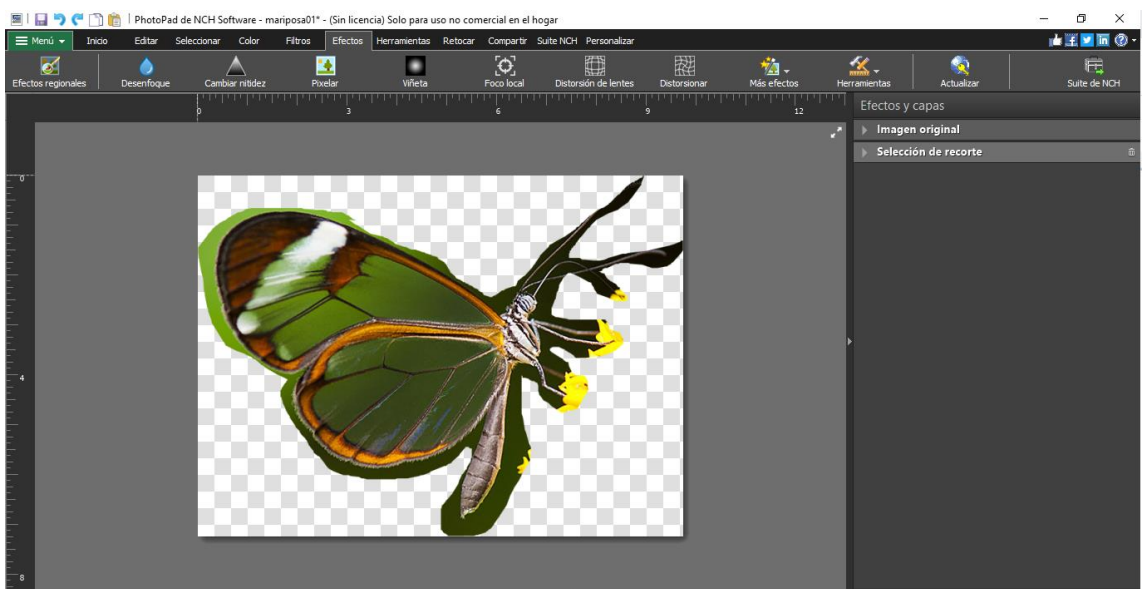 PhotoPad de NCH Software - mariposa01* - (Sin licencia) Solo para uso no comercial en el hogar
Menú Inicio Editar Seleccionar Color Filtros Efectos Herramientas Retocar Compartir Suite NCH Personalizar
Efectos regionales Desenfoque Cambiar nitidez Pixelar Viñeta Foco local Distorsión de lentes Distorsionar Más efectos Herramientas Actualizar Suite de NCH
0 3 6 9 12
Efectos y capas
Imagen original
Selección de recorte
0
4
8